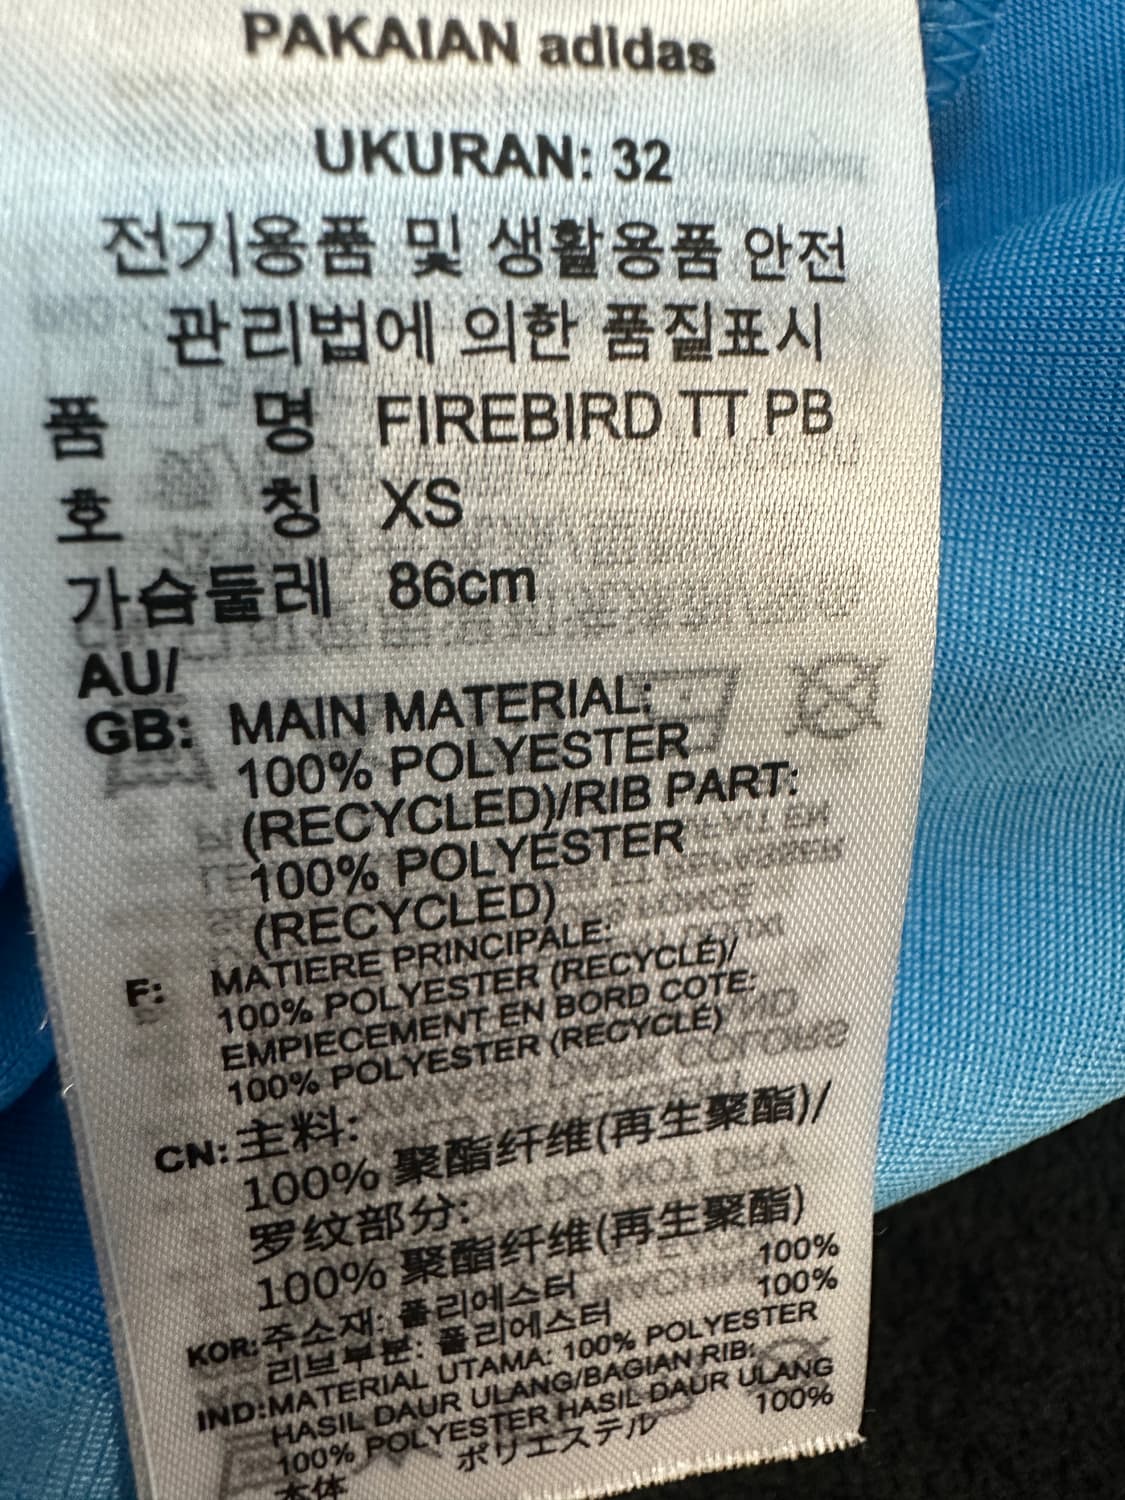 PAKAIAN adidas
UKURAN: 32
전기용품 및 생활용품 안전
관리법에 의한 품질표시
품 명 FIREBIRD TT PB
호 칭 XS
가슴둘레 86cm
AU/
GB: MAIN MATERIAL:
100% POLYESTER
(RECYCLED)/RIB PART:
100% POLYESTER
(RECYCLED)
F: MATIERE PRINCIPALE:
100% POLYESTER (RECYCLÉ)/
EMPIECEMENT EN BORD COTE:
100% POLYESTER (RECYCLÉ)
CN: 主料:
100% 聚酯纤维(再生聚酯)/
罗纹部分:
100% 聚酯纤维(再生聚酯)
KOR: 주소재: 폴리에스터 100%
리브부분: 폴리에스터 100%
IND: MATERIAL UTAMA: 100% POLYESTER
HASIL DAUR ULANG/BAGIAN RIB:
100% POLYESTER HASIL DAUR ULANG
本体 ポリエステル 100%